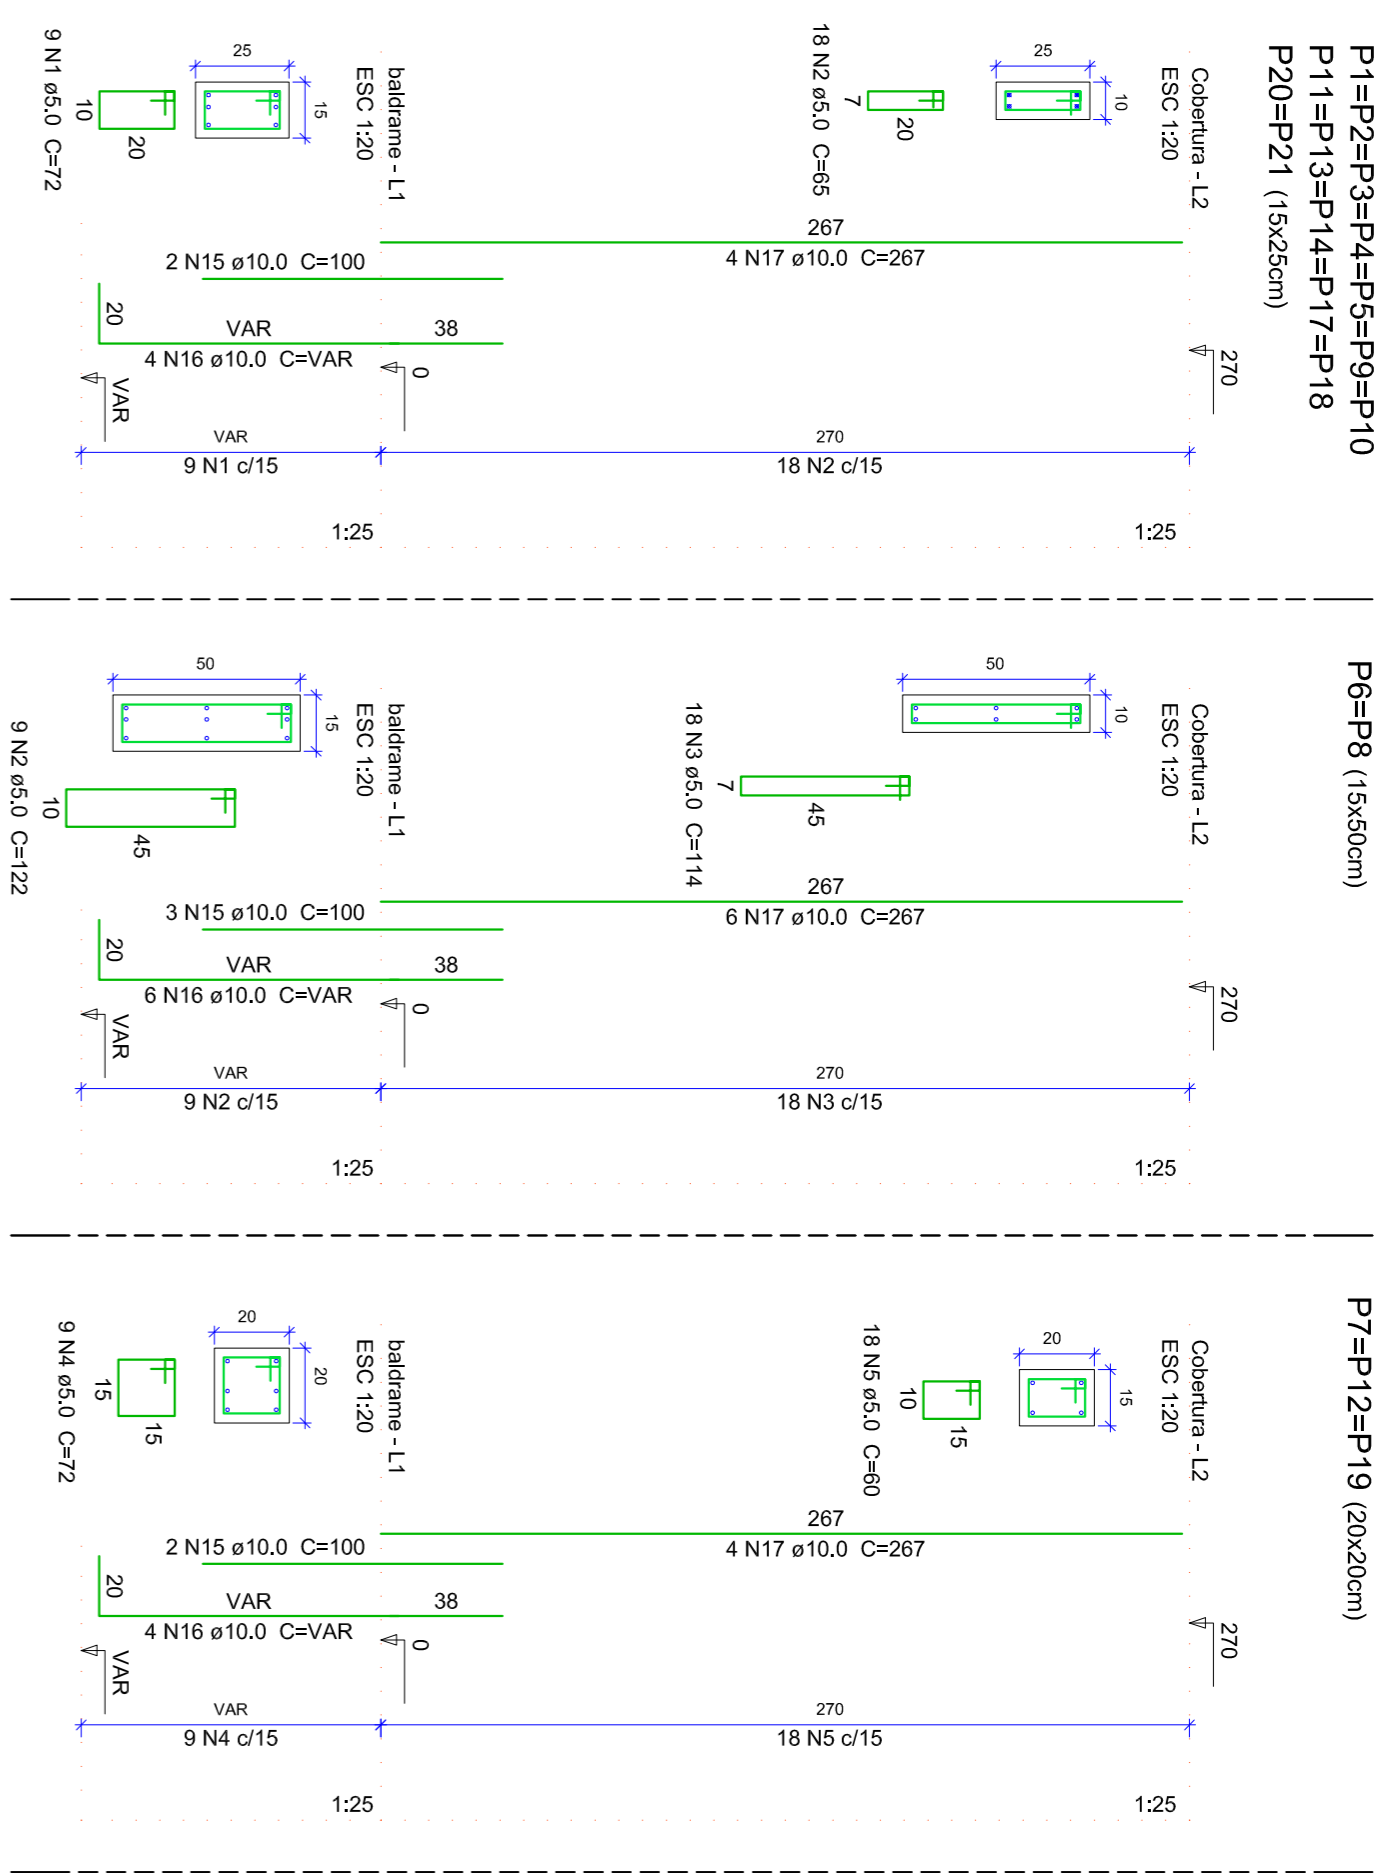 P1=P2=P3=P4=P5=P9=P10
P11=P13=P14=P17=P18
P20=P21 (15x25cm)
Cobertura - L2
ESC 1:20
25
10
7
20
18 N2 ø5.0 C=65
baldrame - L1
ESC 1:20
25
15
10
20
9 N1 ø5.0 C=72
267
4 N17 ø10.0 C=267
2 N15 ø10.0 C=100
20
VAR
38
4 N16 ø10.0 C=VAR
270
0
VAR
VAR
9 N1 c/15
270
18 N2 c/15
1:25
1:25
P6=P8 (15x50cm)
Cobertura - L2
ESC 1:20
50
10
7
45
18 N3 ø5.0 C=114
baldrame - L1
ESC 1:20
50
15
10
45
9 N2 ø5.0 C=122
267
6 N17 ø10.0 C=267
3 N15 ø10.0 C=100
20
VAR
38
6 N16 ø10.0 C=VAR
270
0
VAR
VAR
9 N2 c/15
270
18 N3 c/15
1:25
1:25
P7=P12=P19 (20x20cm)
Cobertura - L2
ESC 1:20
20
15
10
15
18 N5 ø5.0 C=60
baldrame - L1
ESC 1:20
20
20
15
15
9 N4 ø5.0 C=72
267
4 N17 ø10.0 C=267
2 N15 ø10.0 C=100
20
VAR
38
4 N16 ø10.0 C=VAR
270
0
VAR
VAR
9 N4 c/15
270
18 N5 c/15
1:25
1:25